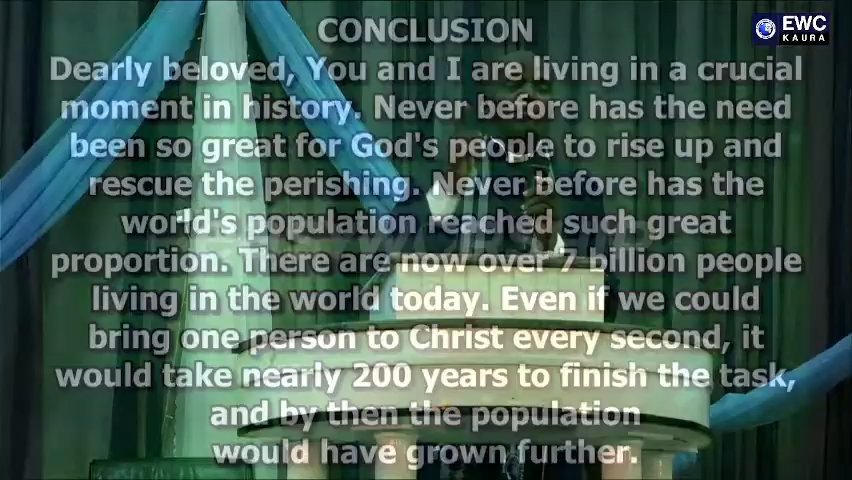 EWC
KAURA
CONCLUSION
Dearly beloved, You and I are living in a crucial
moment in history. Never before has the need
been so great for God's people to rise up and
rescue the perishing. Never before has the
world's population reached such great
proportion. There are now over 7 billion people
living in the world today. Even if we could
bring one person to Christ every second, it
would take nearly 200 years to finish the task,
and by then the population
would have grown further.